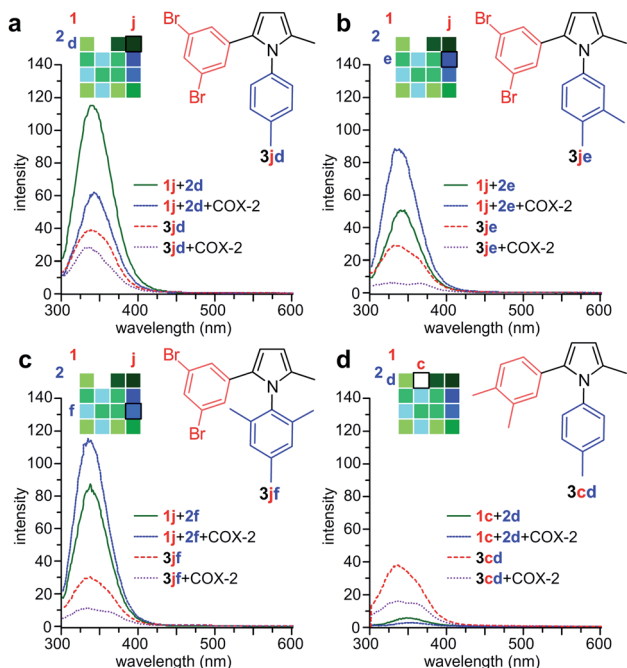 a
1
j
2
d
Br
Br
N
3jd
140
120
100
80
60
40
20
0
intensity
1j+2d
1j+2d+COX-2
3jd
3jd+COX-2
300
400
500
600
wavelength (nm)
b
1
j
2
e
Br
Br
N
3je
140
120
100
80
60
40
20
0
intensity
1j+2e
1j+2e+COX-2
3je
3je+COX-2
300
400
500
600
wavelength (nm)
c
1
j
2
f
Br
Br
N
3jf
140
120
100
80
60
40
20
0
intensity
1j+2f
1j+2f+COX-2
3jf
3jf+COX-2
300
400
500
600
wavelength (nm)
d
1
c
2
d
N
3cd
140
120
100
80
60
40
20
0
intensity
1c+2d
1c+2d+COX-2
3cd
3cd+COX-2
300
400
500
600
wavelength (nm)